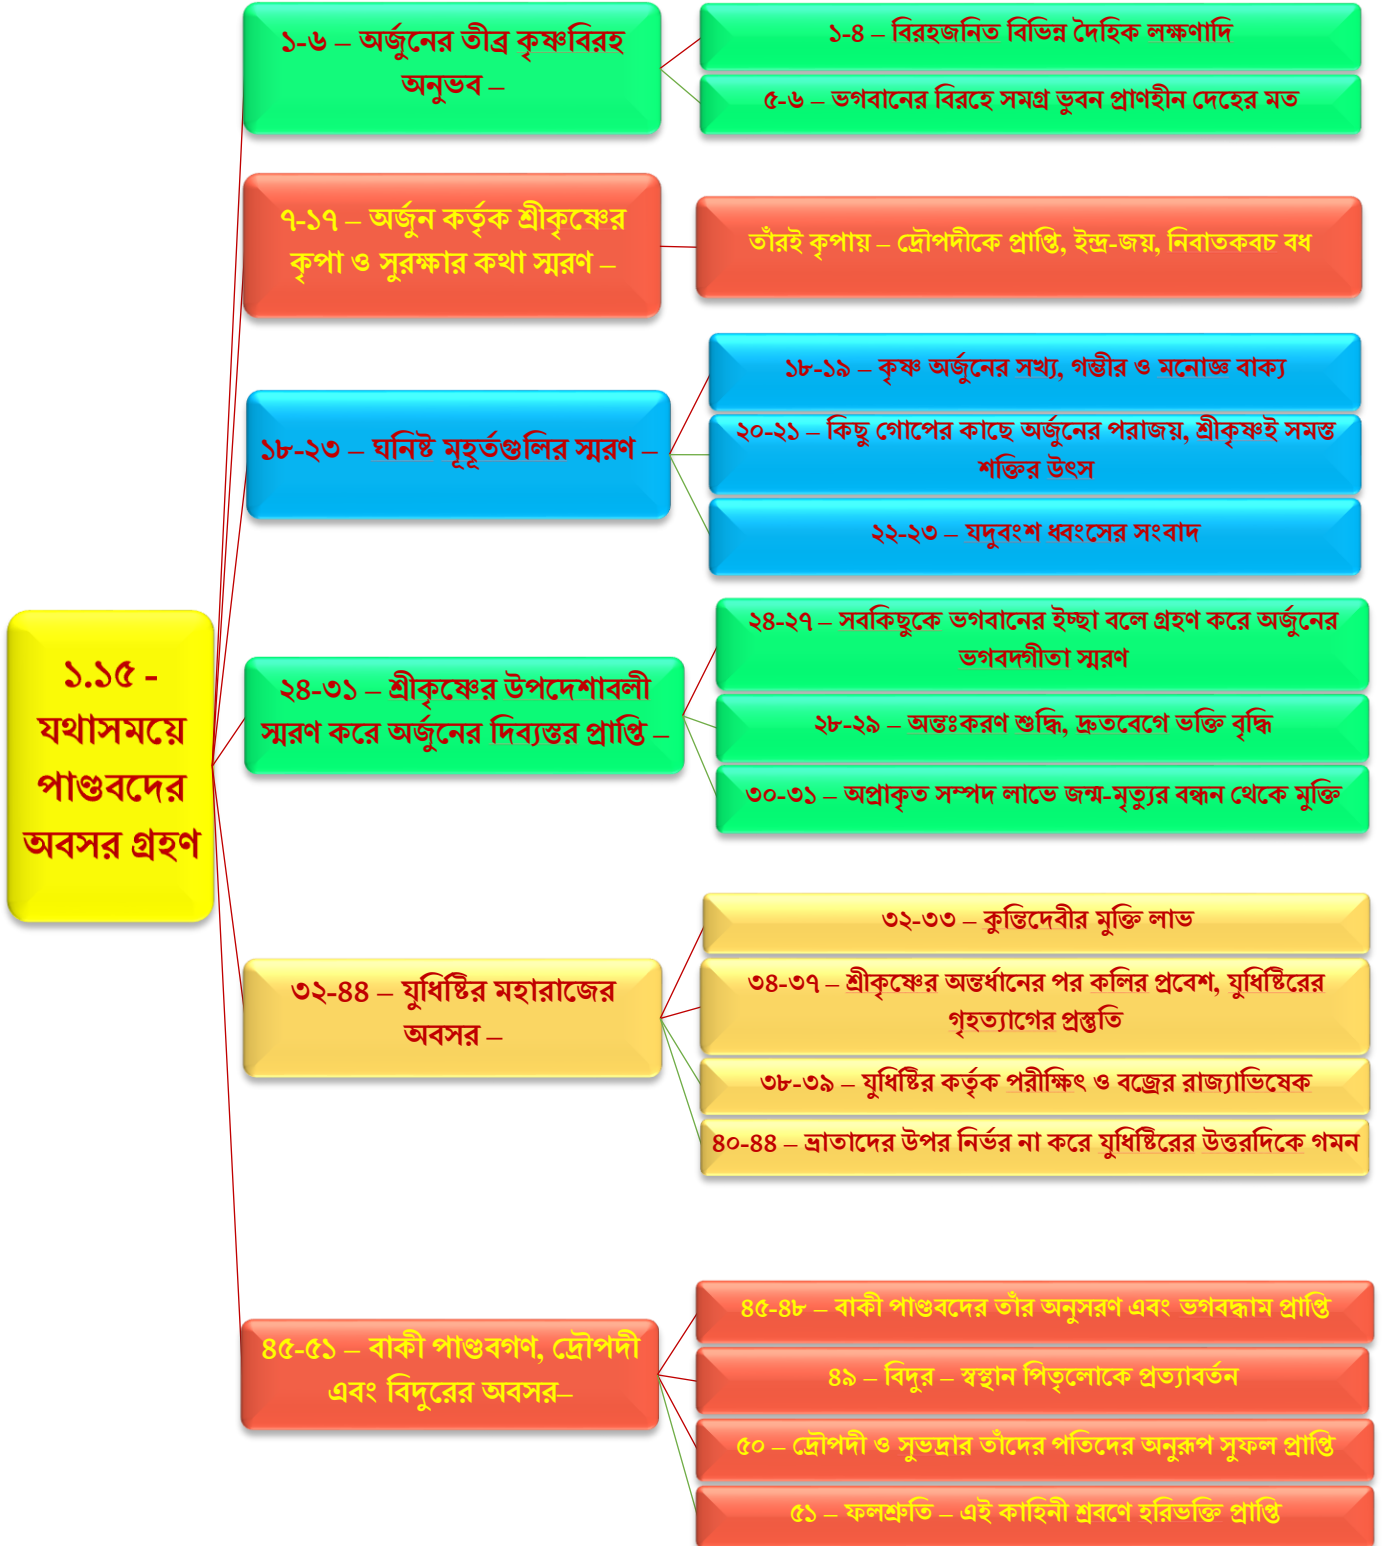 ১.১৫ -
যথাসময়ে
পাণ্ডবদের
অবসর গ্রহণ
১-৬ – অর্জুনের তীব্র কৃষ্ণবিরহ
অনুভব –
১-৪ – বিরহজনিত বিভিন্ন দৈহিক লক্ষণাদি
৫-৬ – ভগবানের বিরহে সমগ্র ভুবন প্রাণহীন দেহের মত
৭-১৭ – অর্জুন কর্তৃক শ্রীকৃষ্ণের
কৃপা ও সুরক্ষার কথা স্মরণ –
তাঁরই কৃপায় – দ্রৌপদীকে প্রাপ্তি, ইন্দ্র-জয়, নিবাতকবচ বধ
১৮-২৩ – ঘনিষ্ট মূহূর্তগুলির স্মরণ –
১৮-১৯ – কৃষ্ণ অর্জুনের সখ্য, গম্ভীর ও মনোজ্ঞ বাক্য
২০-২১ – কিছু গোপের কাছে অর্জুনের পরাজয়, শ্রীকৃষ্ণই সমস্ত
শক্তির উৎস
২২-২৩ – যদুবংশ ধ্বংসের সংবাদ
২৪-৩১ – শ্রীকৃষ্ণের উপদেশাবলী
স্মরণ করে অর্জুনের দিব্যস্তর প্রাপ্তি –
২৪-২৭ – সবকিছুকে ভগবানের ইচ্ছা বলে গ্রহণ করে অর্জুনের
ভগবদ্গীতা স্মরণ
২৮-২৯ – অন্তঃকরণ শুদ্ধি, দ্রুতবেগে ভক্তি বৃদ্ধি
৩০-৩১ – অপ্রাকৃত সম্পদ লাভে জন্ম-মৃত্যুর বন্ধন থেকে মুক্তি
৩২-৪৪ – যুধিষ্টির মহারাজের
অবসর –
৩২-৩৩ – কুন্তিদেবীর মুক্তি লাভ
৩৪-৩৭ – শ্রীকৃষ্ণের অন্তর্ধানের পর কলির প্রবেশ, যুধিষ্টিরের
গৃহত্যাগের প্রস্তুতি
৩৮-৩৯ – যুধিষ্টির কর্তৃক পরীক্ষিৎ ও বজ্রের রাজ্যাভিষেক
৪০-৪৪ – ভ্রাতাদের উপর নির্ভর না করে যুধিষ্টিরের উত্তরদিকে গমন
৪৫-৫১ – বাকী পাণ্ডবগণ, দ্রৌপদী
এবং বিদুরের অবসর–
৪৫-৪৮ – বাকী পাণ্ডবদের তাঁর অনুসরণ এবং ভগবদ্ধাম প্রাপ্তি
৪৯ – বিদুর – স্বস্থান পিতৃলোকে প্রত্যাবর্তন
৫০ – দ্রৌপদী ও সুভদ্রার তাঁদের পতিদের অনুরূপ সুফল প্রাপ্তি
৫১ – ফলশ্রুতি – এই কাহিনী শ্রবণে হরিভক্তি প্রাপ্তি